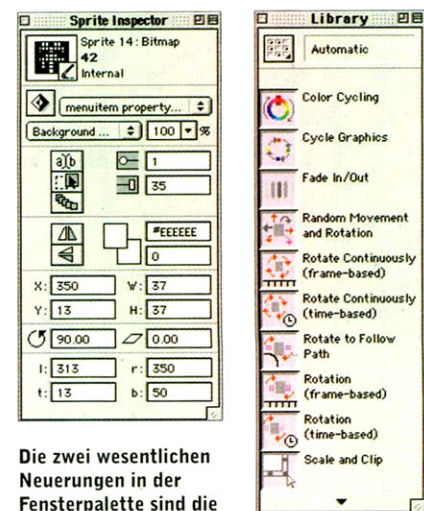 Sprite Inspector
Sprite 14: Bitmap
42
Internal
menuitem property...
Background ...
100
%
a)(b
1
35
#EEEEEE
0
X: 350
W: 37
Y: 13
H: 37
90.00
0.00
l: 313
r: 350
t: 13
b: 50
Die zwei wesentlichen
Neuerungen in der
Fensterpalette sind die
Library
Automatic
Color Cycling
Cycle Graphics
Fade In/Out
Random Movement
and Rotation
Rotate Continuously
(frame-based)
Rotate Continuously
(time-based)
Rotate to Follow
Path
Rotation
(frame-based)
Rotation
(time-based)
Scale and Clip